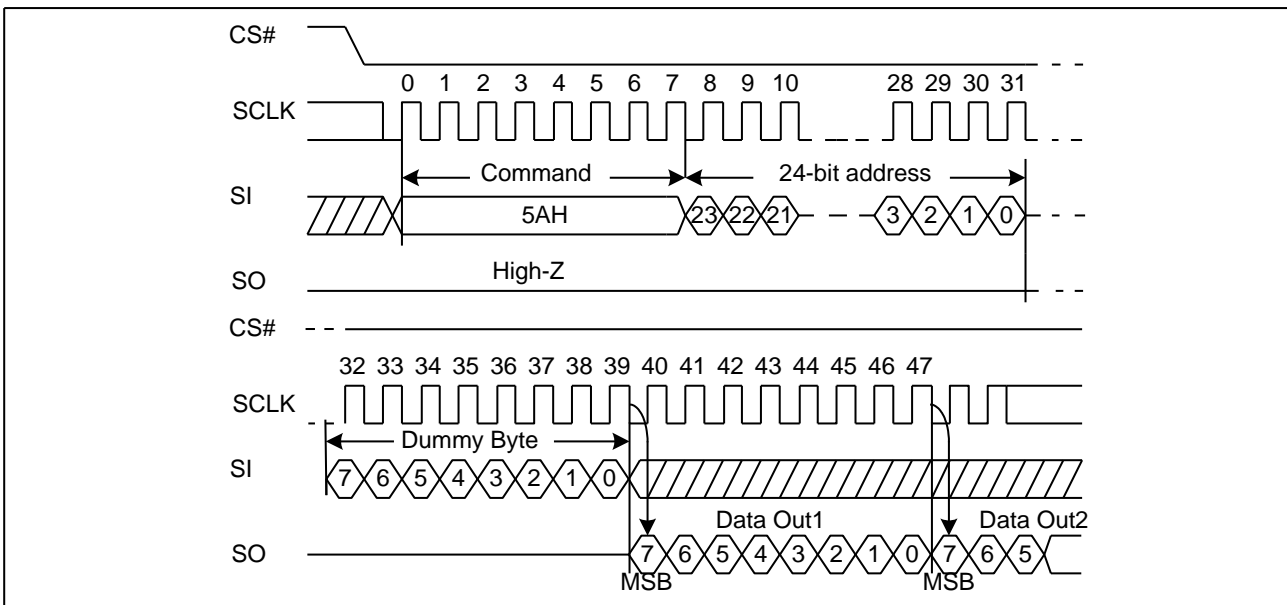 CS#
0 1 2 3 4 5 6 7 8 9 10 28 29 30 31
SCLK
Command 24-bit address
SI
5AH 23 22 21 3 2 1 0
High-Z
SO
CS#
32 33 34 35 36 37 38 39 40 41 42 43 44 45 46 47
SCLK
Dummy Byte
SI
7 6 5 4 3 2 1 0
Data Out1 Data Out2
SO
7 6 5 4 3 2 1 0 7 6 5
MSB MSB